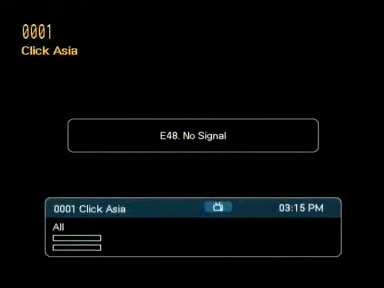 0001
Click Asia
E48. No Signal
0001 Click Asia 03:15 PM
All